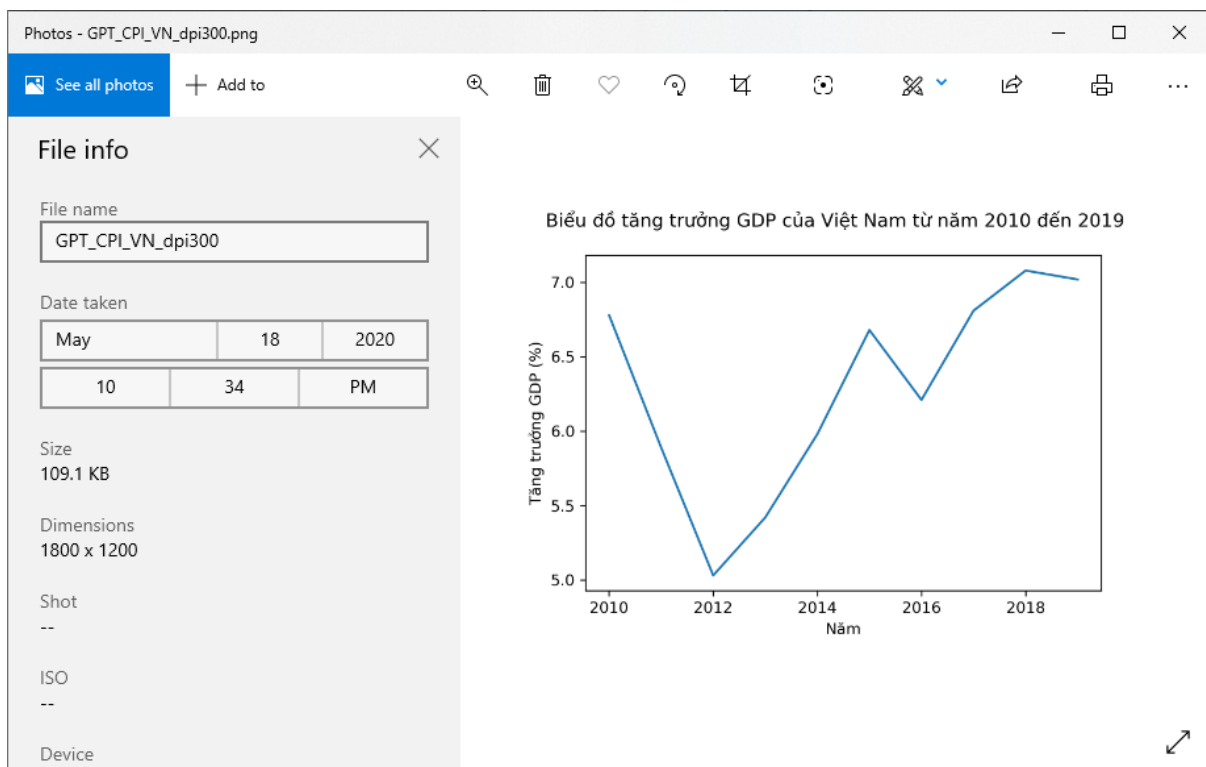 Photos - GPT_CPI_VN_dpi300.png
See all photos
Add to
File info
File name
GPT_CPI_VN_dpi300
Date taken
May 18 2020
10 34 PM
Size
109.1 KB
Dimensions
1800 x 1200
Shot
--
ISO
--
Device
Biểu đồ tăng trưởng GDP của Việt Nam từ năm 2010 đến 2019
Tăng trưởng GDP (%)
7.0
6.5
6.0
5.5
5.0
2010 2012 2014 2016 2018
Năm